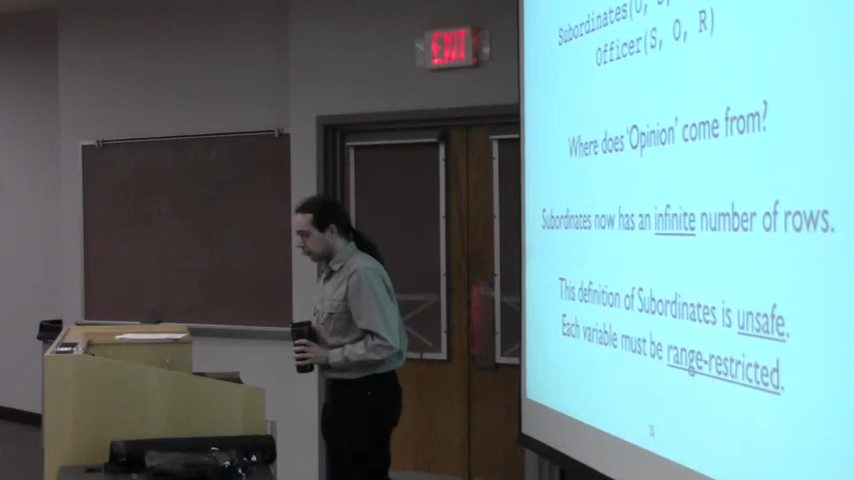 EXIT
Subordinates(O,
Officer(S, O, R)
Where does 'Opinion' come from?
Subordinates now has an infinite number of rows.
This definition of Subordinates is unsafe.
Each variable must be range-restricted.